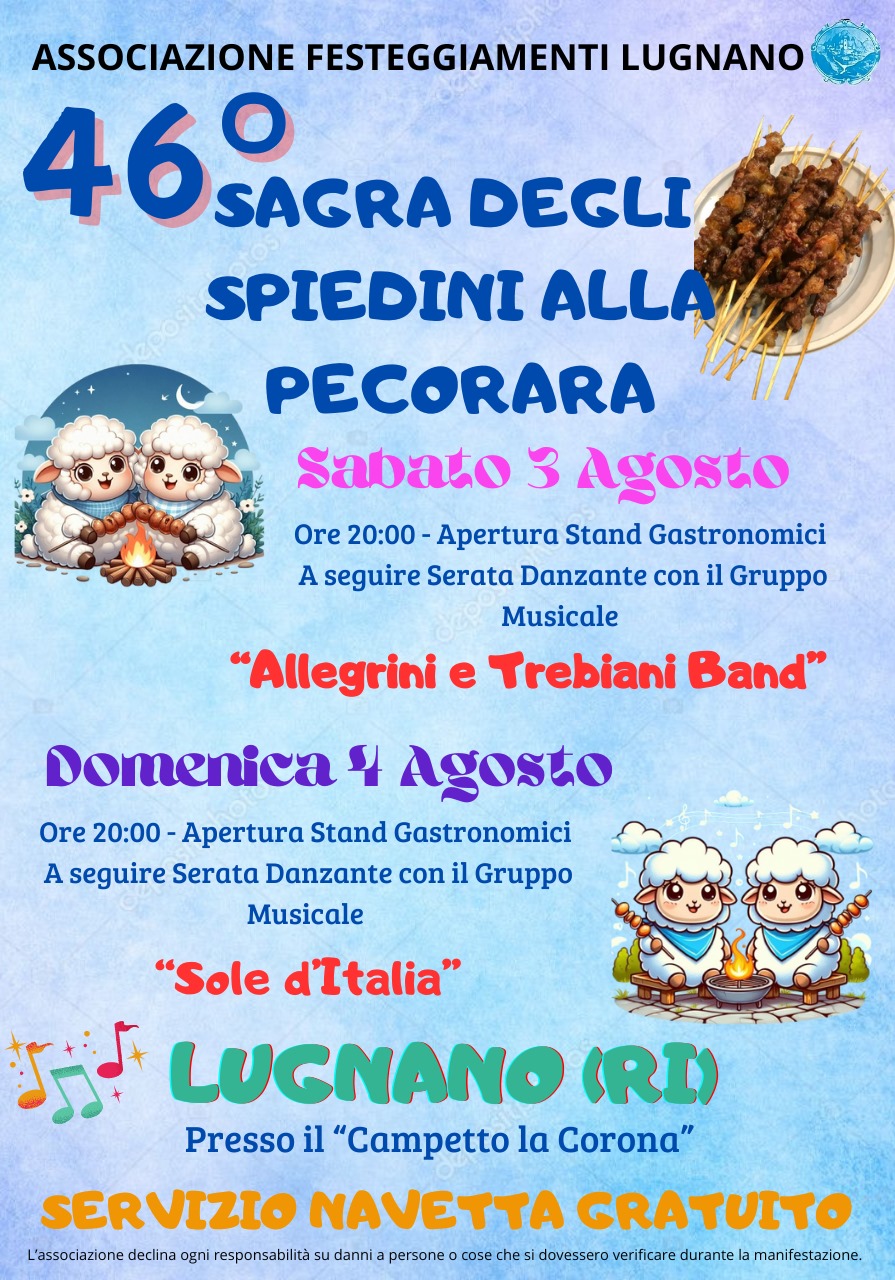 ASSOCIAZIONE FESTEGGIAMENTI LUGNANO
46°
SAGRA DEGLI
SPIEDINI ALLA
PECORARA
Sabato 3 Agosto
Ore 20:00 - Apertura Stand Gastronomici
A seguire Serata Danzante con il Gruppo
Musicale
“Allegrini e Trebiani Band”
Domenica 4 Agosto
Ore 20:00 - Apertura Stand Gastronomici
A seguire Serata Danzante con il Gruppo
Musicale
“Sole d’Italia”
LUGNANO (RI)
Presso il “Campetto la Corona”
SERVIZIO NAVETTA GRATUITO
L’associazione declina ogni responsabilità su danni a persone o cose che si dovessero verificare durante la manifestazione.